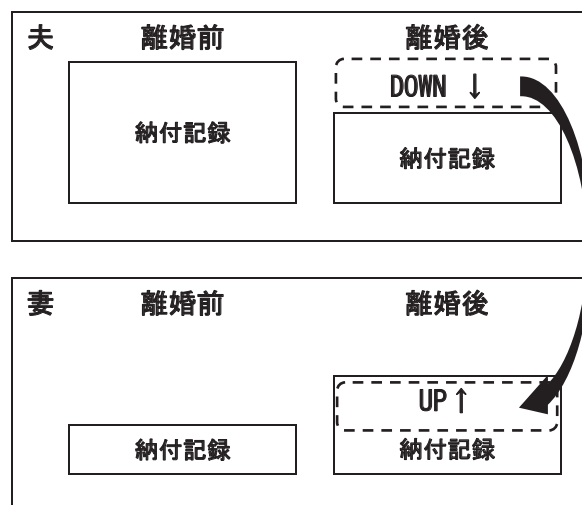 夫 離婚前 離婚後
DOWN ↓
納付記録
納付記録
妻 離婚前 離婚後
UP↑
納付記録 納付記録